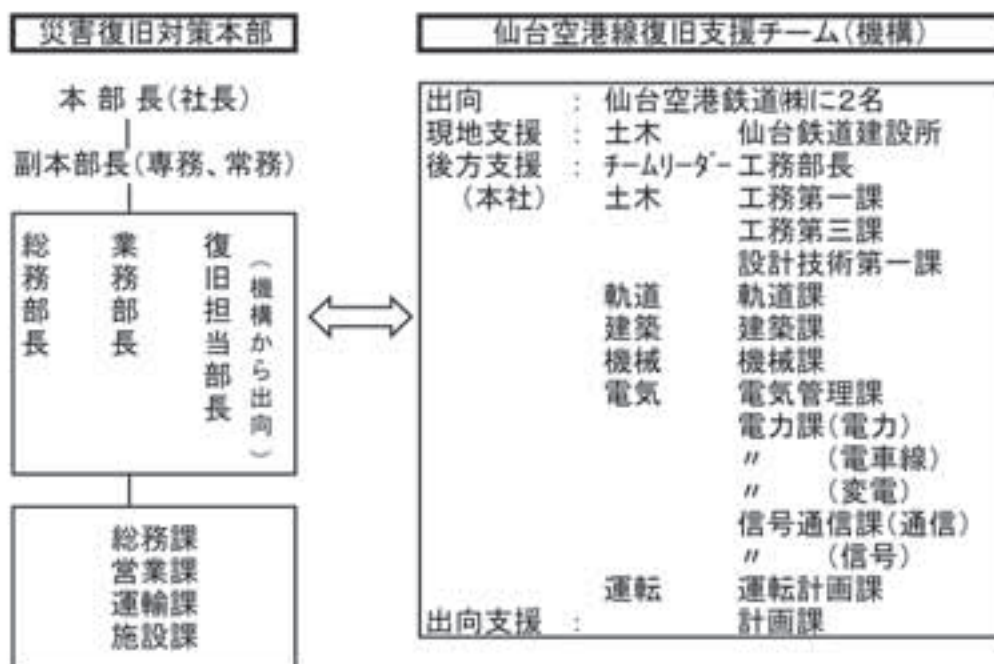 災害復旧対策本部
本部長(社長)
副本部長(専務、常務)
総務部長
業務部長
復旧担当部長
(機構から出向)
総務課
営業課
運輸課
施設課
仙台空港線復旧支援チーム(機構)
出向 : 仙台空港鉄道㈱に2名
現地支援 : 土木 仙台鉄道建設所
後方支援 : チームリーダー 工務部長
(本社) 土木 工務第一課
工務第三課
設計技術第一課
軌道 軌道課
建築 建築課
機械 機械課
電気 電気管理課
電力課(電力)
〃 (電車線)
〃 (変電)
信号通信課(通信)
〃 (信号)
運転 運転計画課
出向支援 : 計画課